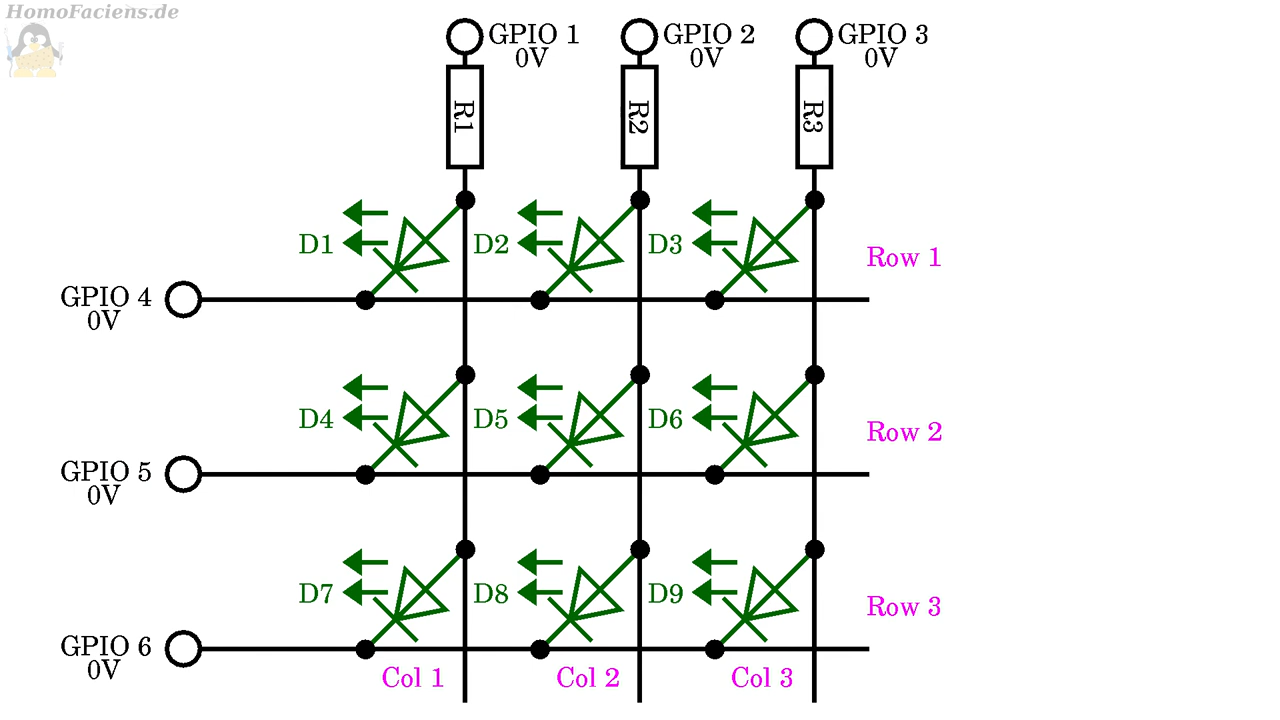 HomoFaciens.de
GPIO 1
0V
GPIO 2
0V
GPIO 3
0V
R1
R2
R3
D1
D2
D3
Row 1
GPIO 4
0V
D4
D5
D6
Row 2
GPIO 5
0V
D7
D8
D9
Row 3
GPIO 6
0V
Col 1
Col 2
Col 3